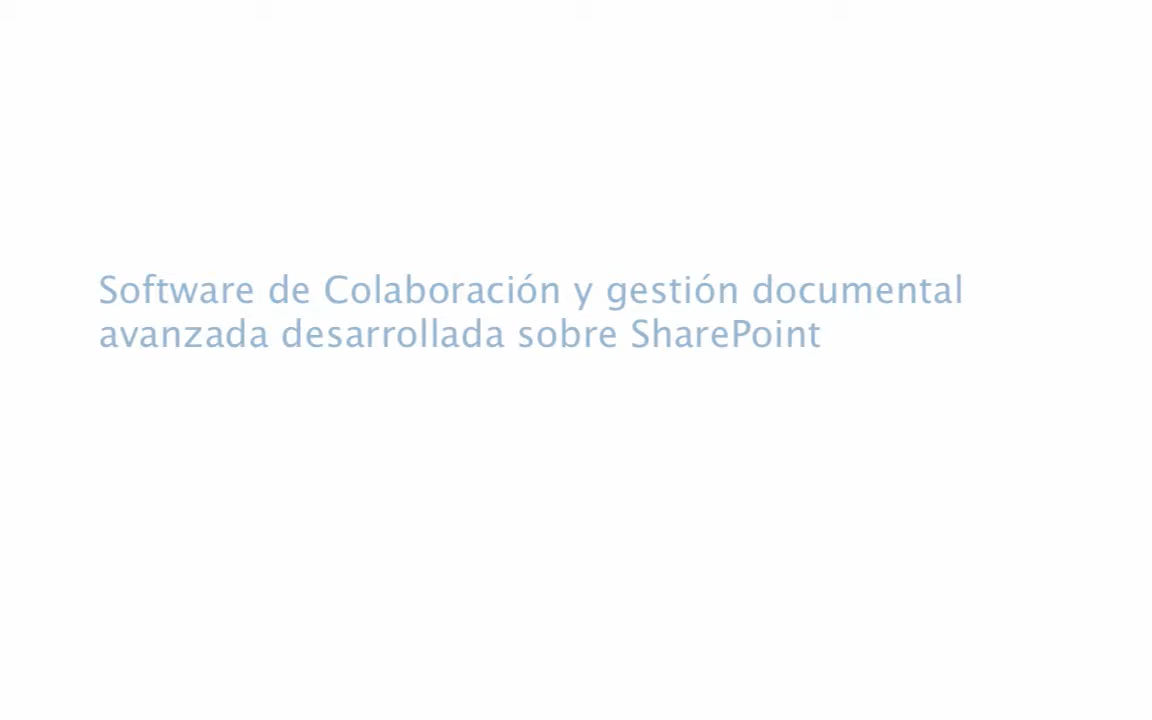 Software de Colaboración y gestión documental
avanzada desarrollada sobre SharePoint